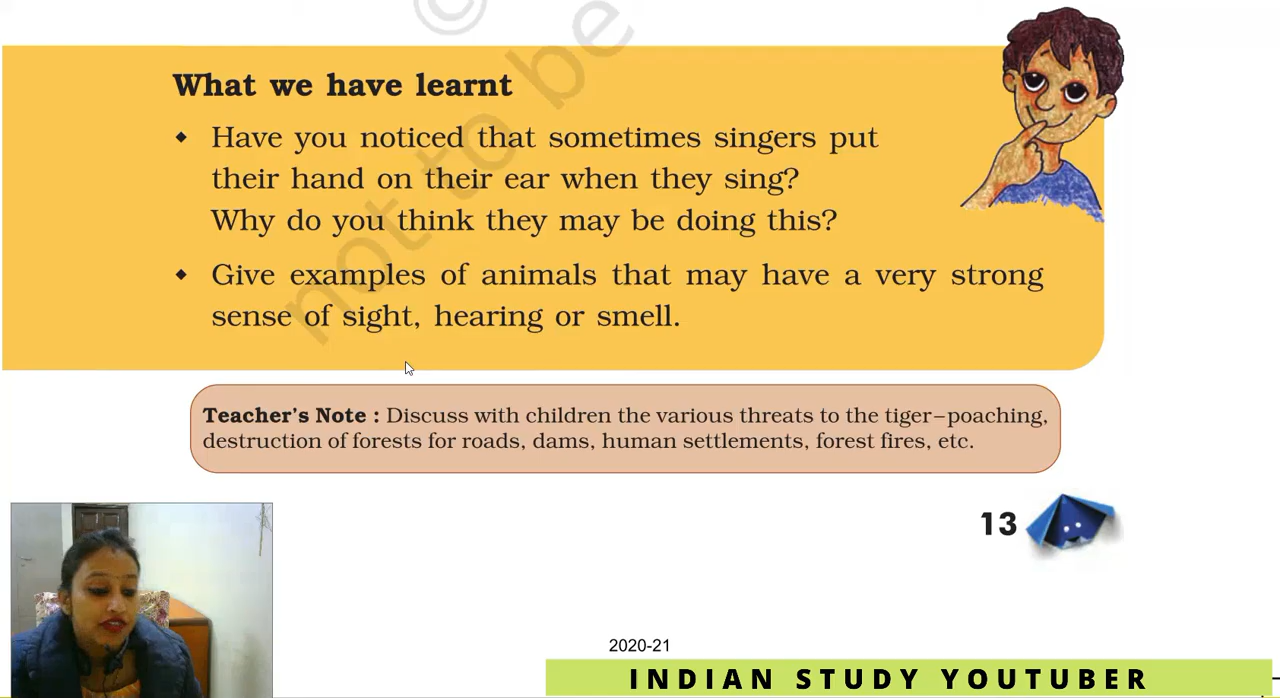 ©
not to be
What we have learnt
◆ Have you noticed that sometimes singers put
their hand on their ear when they sing?
Why do you think they may be doing this?
◆ Give examples of animals that may have a very strong
sense of sight, hearing or smell.
Teacher's Note : Discuss with children the various threats to the tiger–poaching,
destruction of forests for roads, dams, human settlements, forest fires, etc.
13
2020-21
INDIAN STUDY YOUTUBER